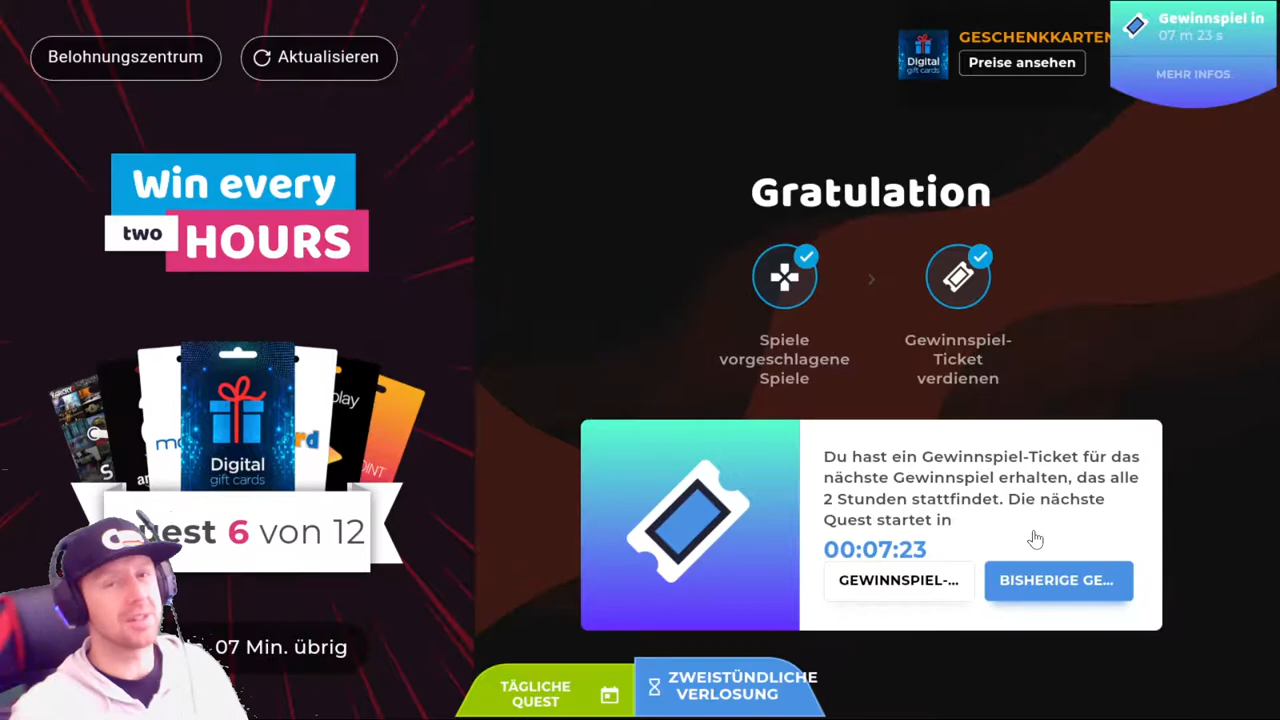 Belohnungszentrum
Aktualisieren
Win every
two
HOURS
play
Digital
gift cards
uest 6 von 12
07 Min. übrig
Digital
gift cards
GESCHENKKARTEN
Preise ansehen
Gewinnspiel in
07 m 23 s
MEHR INFOS
Gratulation
Spiele
vorgeschlagene
Spiele
Gewinnspiel-
Ticket
verdienen
Du hast ein Gewinnspiel-Ticket für das
nächste Gewinnspiel erhalten, das alle
2 Stunden stattfindet. Die nächste
Quest startet in
00:07:23
GEWINNSPIEL-...
BISHERIGE GE...
TÄGLICHE
QUEST
ZWEISTÜNDLICHE
VERLOSUNG